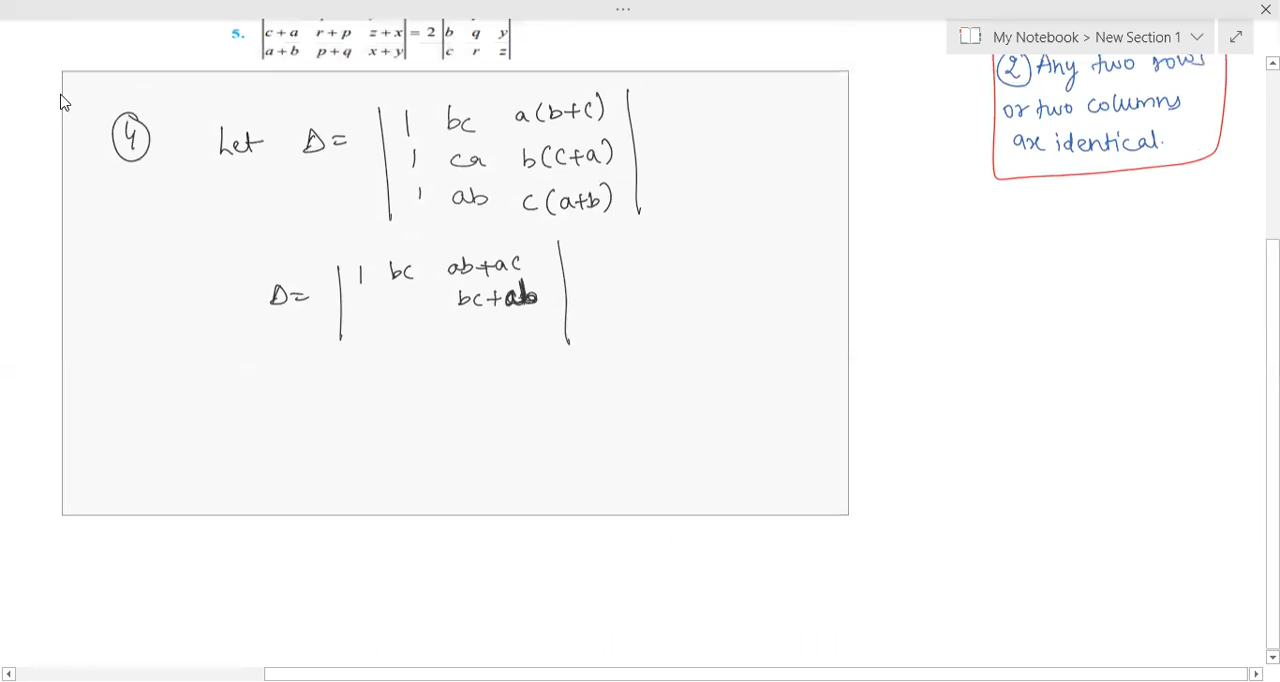 ...
My Notebook > New Section 1
5. |c+a r+p z+x| = 2 |b q y|
|a+b p+q x+y| |c r z|
② Any two rows
or two columns
are identical.
④ Let Δ = | 1 bc a(b+c) |
| 1 ca b(c+a) |
| 1 ab c(a+b) |
Δ = | 1 bc ab+ac |
| bc+ab |